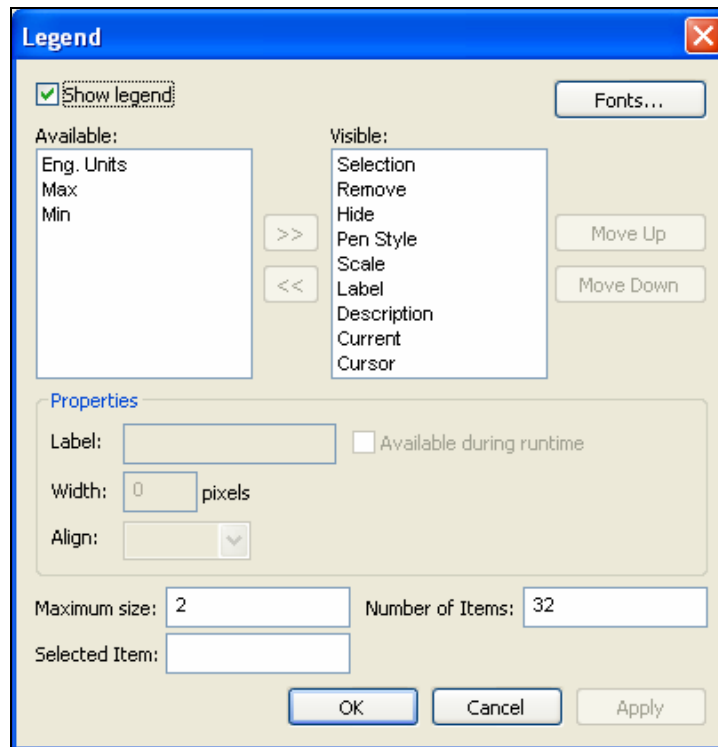 Legend
Show legend
Fonts...
Available:
Visible:
Eng. Units
Max
Min
>>
<<
Selection
Remove
Hide
Pen Style
Scale
Label
Description
Current
Cursor
Move Up
Move Down
Properties
Label:
Available during runtime
Width: 0 pixels
Align:
Maximum size: 2
Number of Items: 32
Selected Item:
OK
Cancel
Apply